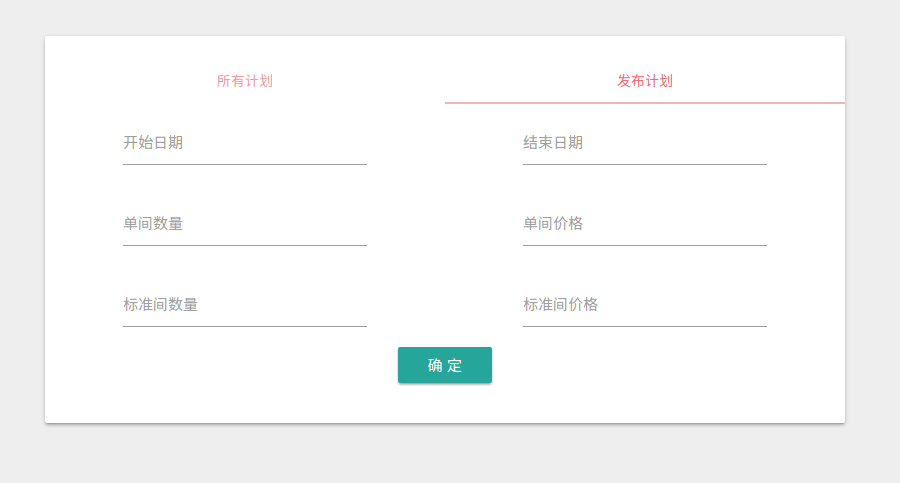 所有计划
发布计划
开始日期
结束日期
单间数量
单间价格
标准间数量
标准间价格
确 定